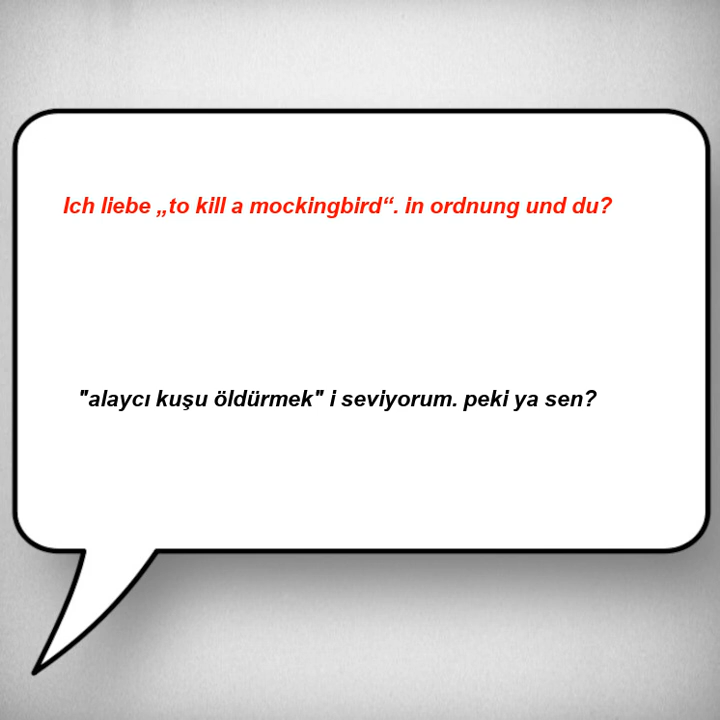 Ich liebe „to kill a mockingbird“. in ordnung und du?
"alaycı kuşu öldürmek" i seviyorum. peki ya sen?